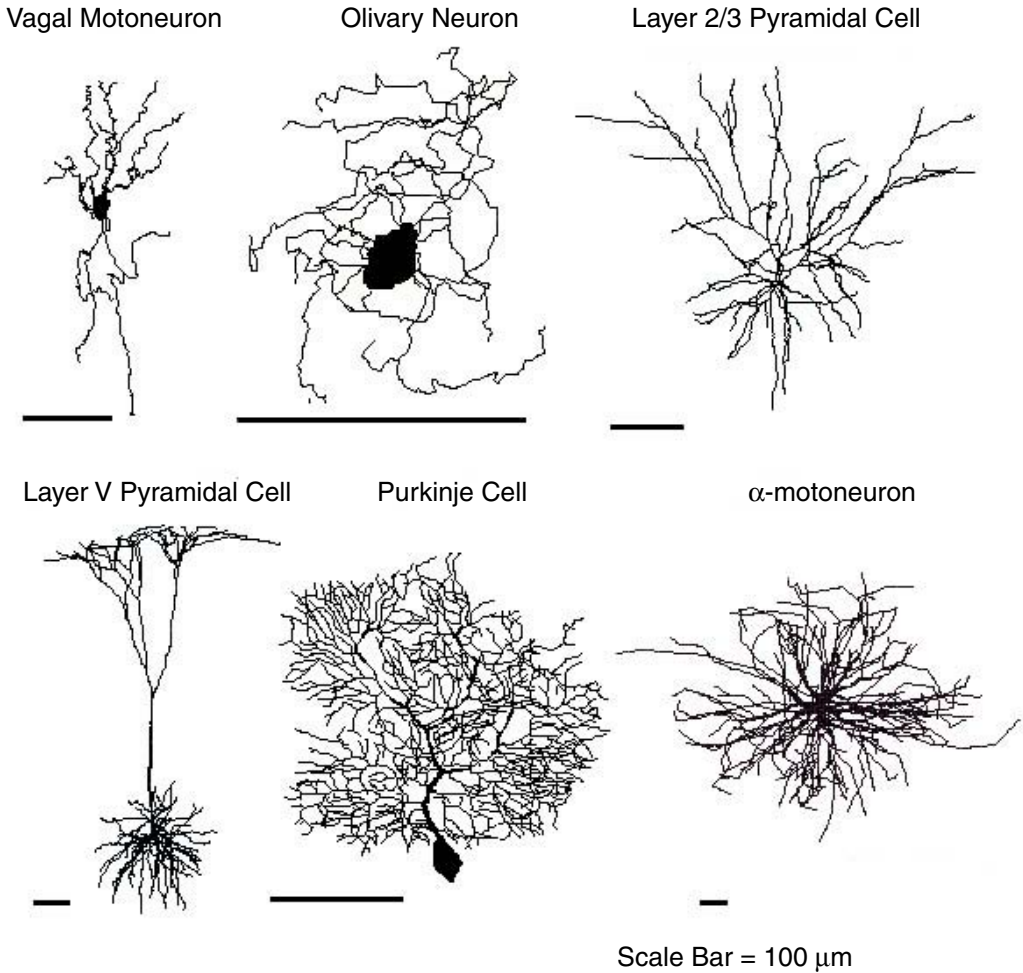 Vagal Motoneuron
Olivary Neuron
Layer 2/3 Pyramidal Cell
Layer V Pyramidal Cell
Purkinje Cell
α-motoneuron
Scale Bar = 100 μm